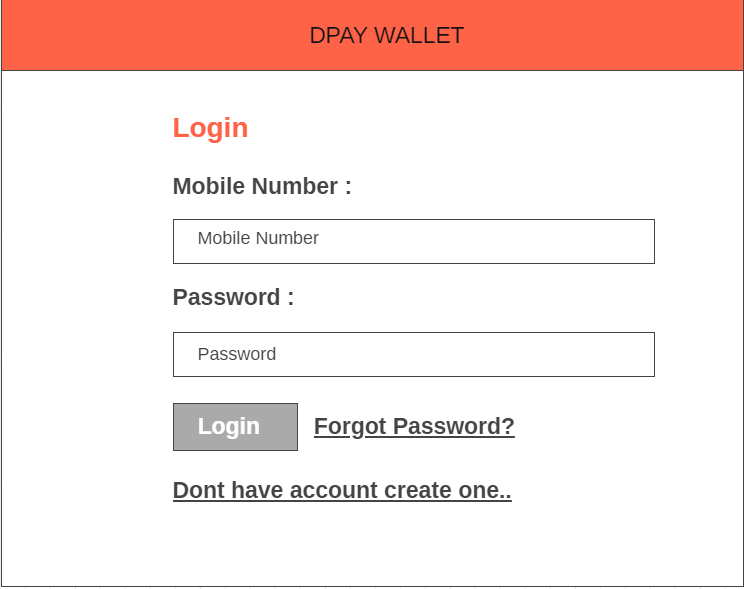 DPAY WALLET
Login
Mobile Number :
Mobile Number
Password :
Password
Login Forgot Password?
Dont have account create one..